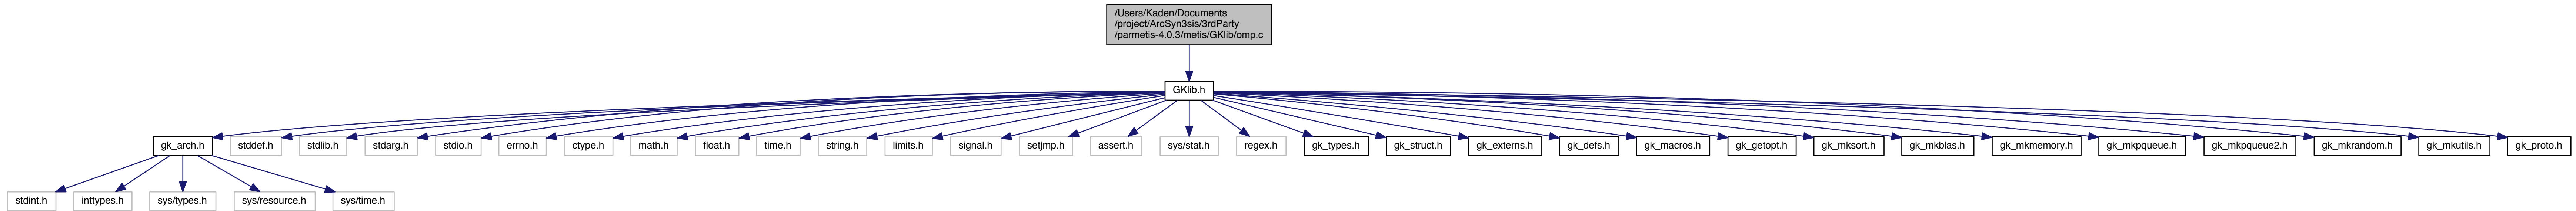 /Users/Kaden/Documents
/project/ArcSyn3sis/3rdParty
/parmetis-4.0.3/metis/GKlib/omp.c
GKlib.h
gk_arch.h
stddef.h
stdlib.h
stdarg.h
stdio.h
errno.h
ctype.h
math.h
float.h
time.h
string.h
limits.h
signal.h
setjmp.h
assert.h
sys/stat.h
regex.h
gk_types.h
gk_struct.h
gk_externs.h
gk_defs.h
gk_macros.h
gk_getopt.h
gk_mksort.h
gk_mkblas.h
gk_mkmemory.h
gk_mkpqueue.h
gk_mkpqueue2.h
gk_mkrandom.h
gk_mkutils.h
gk_proto.h
stdint.h
inttypes.h
sys/types.h
sys/resource.h
sys/time.h